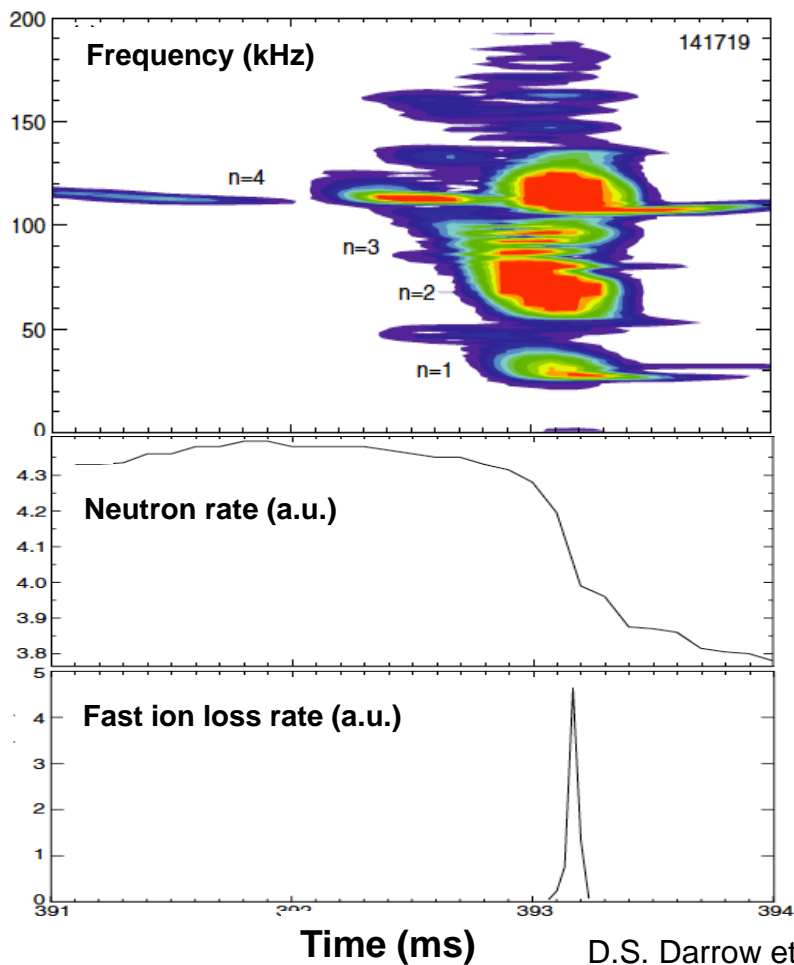 200
Frequency (kHz)
141719
150
n=4
100
n=3
n=2
50
n=1
0
4.3
Neutron rate (a.u.)
4.2
4.1
4.0
3.9
3.8
5
Fast ion loss rate (a.u.)
4
3
2
1
0
391
393
394
Time (ms)
D.S. Darrow et